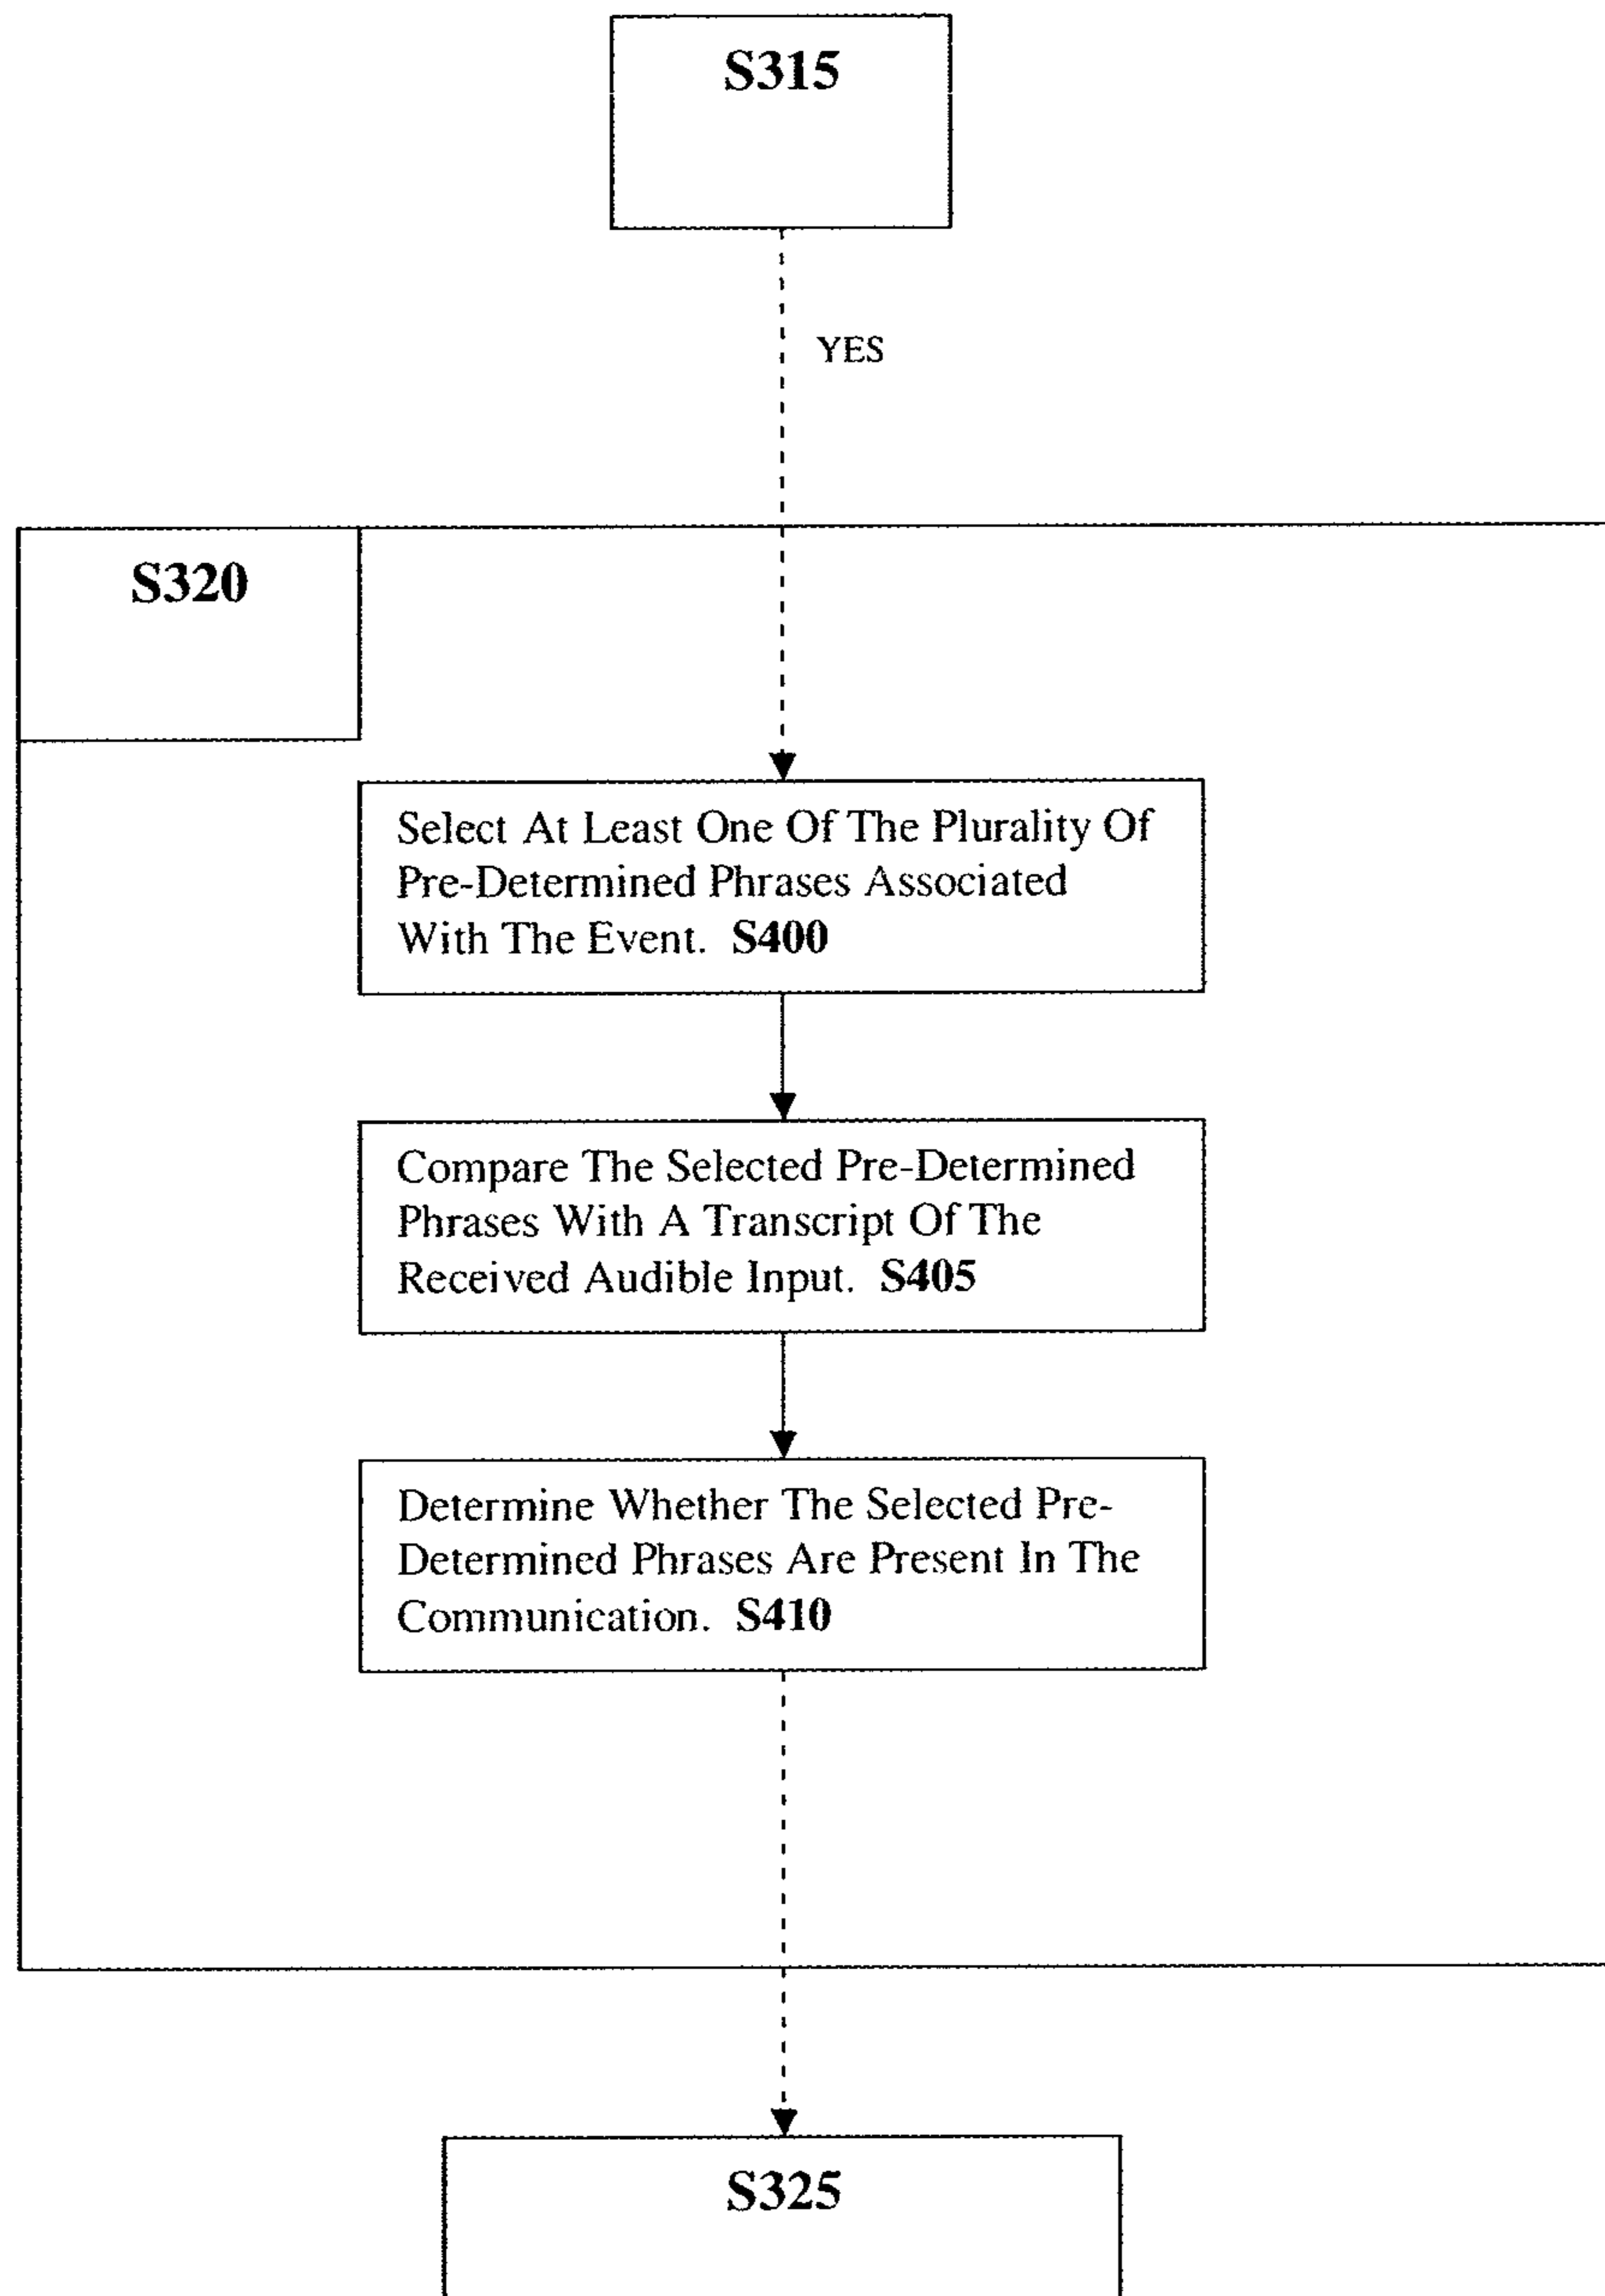 S315
YES
S320
Select At Least One Of The Plurality Of
Pre-Determined Phrases Associated
With The Event. S400
Compare The Selected Pre-Determined
Phrases With A Transcript Of The
Received Audible Input. S405
Determine Whether The Selected Pre-
Determined Phrases Are Present In The
Communication. S410
S325